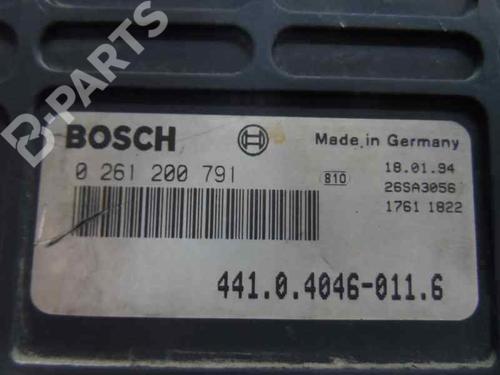 B-PARTS
BOSCH
Made in Germany
0 261 200 791
810
18.01.94
26SA3056
1761 1822
441.0.4046-011.6